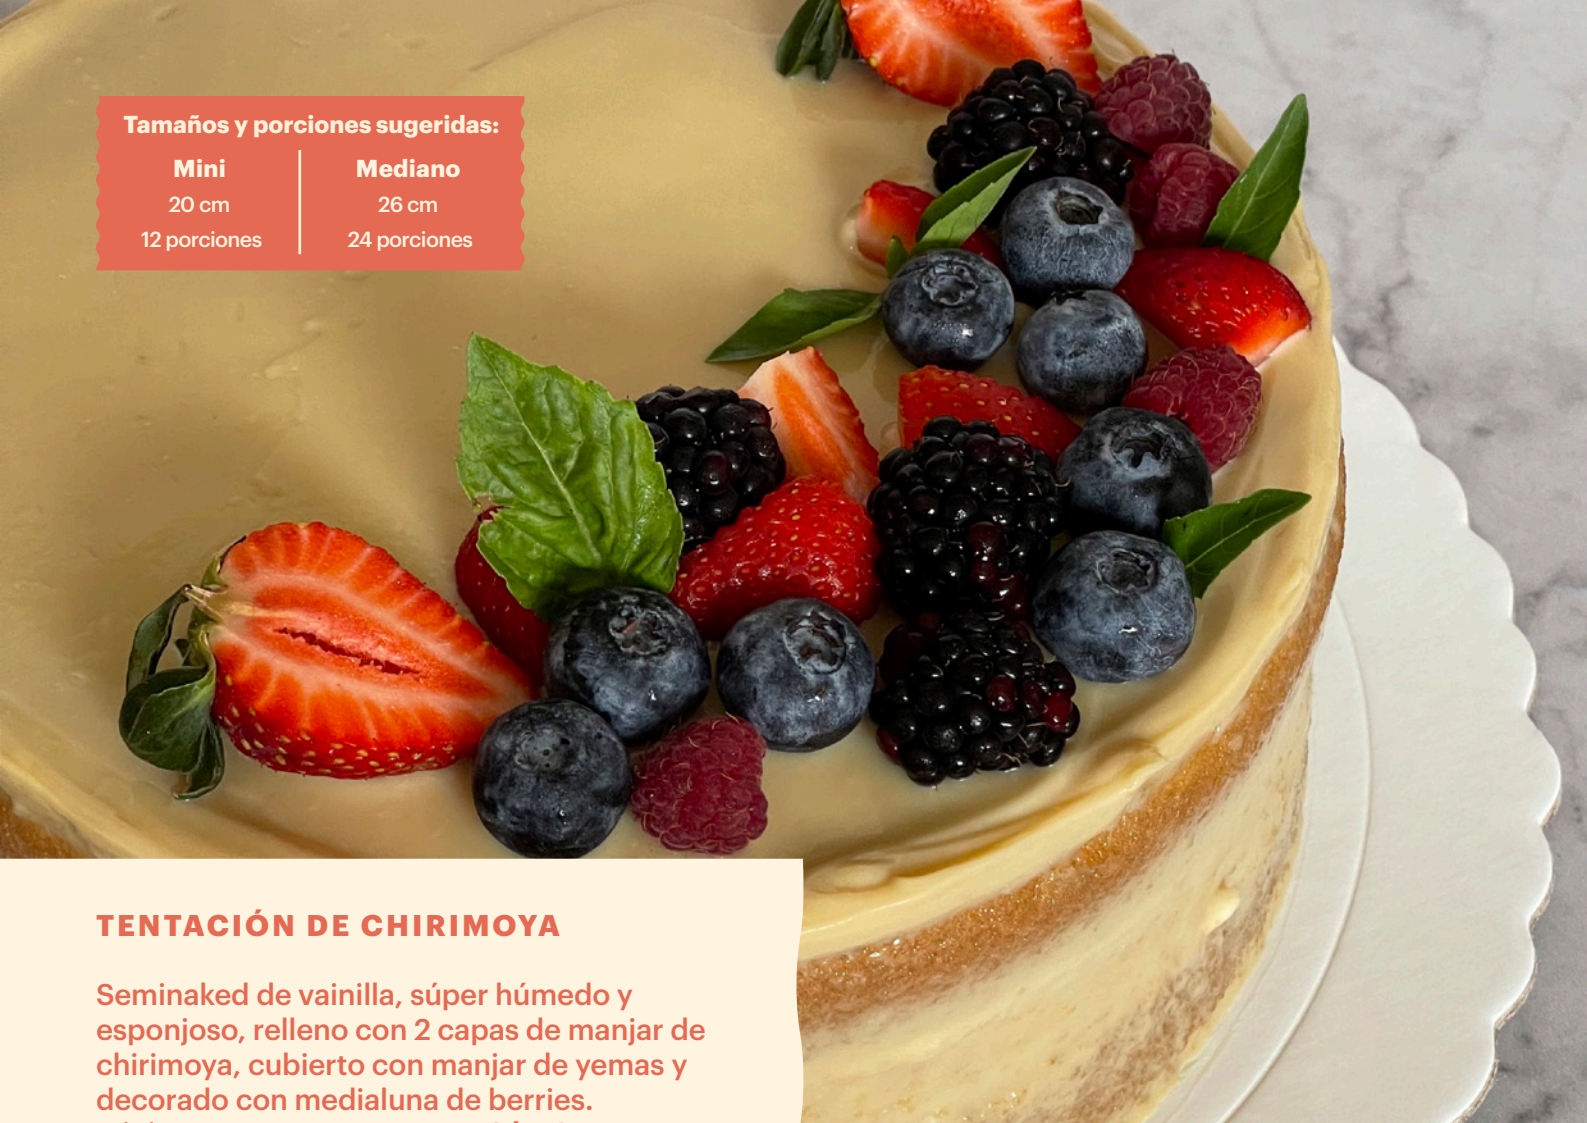 Tamaños y porciones sugeridas:
Mini
20 cm
12 porciones
Mediano
26 cm
24 porciones
TENTACIÓN DE CHIRIMOYA
Seminaked de vainilla, súper húmedo y
esponjoso, relleno con 2 capas de manjar de
chirimoya, cubierto con manjar de yemas y
decorado con medialuna de berries.